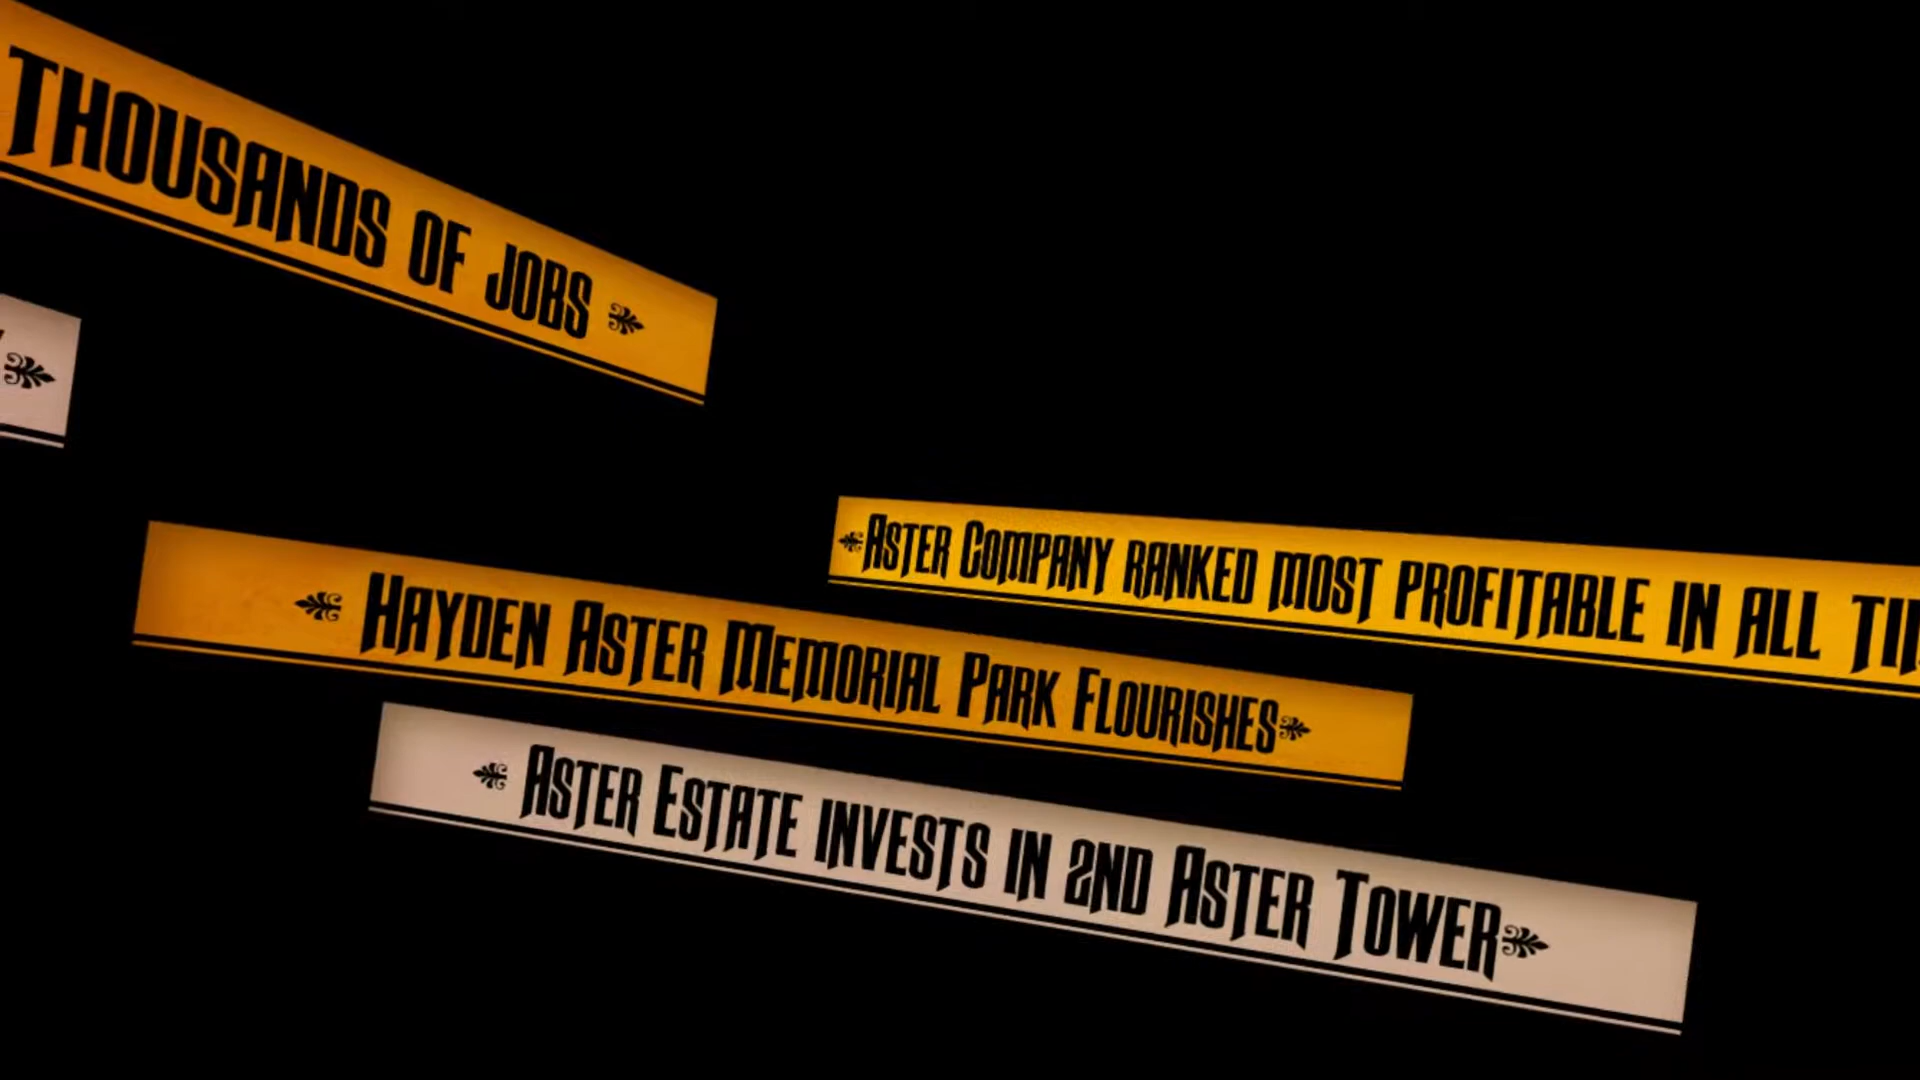 THOUSANDS OF JOBS
ASTER COMPANY RANKED MOST PROFITABLE IN ALL
HAYDEN ASTER MEMORIAL PARK FLOURISHES
ASTER ESTATE INVESTS IN 2ND ASTER TOWER